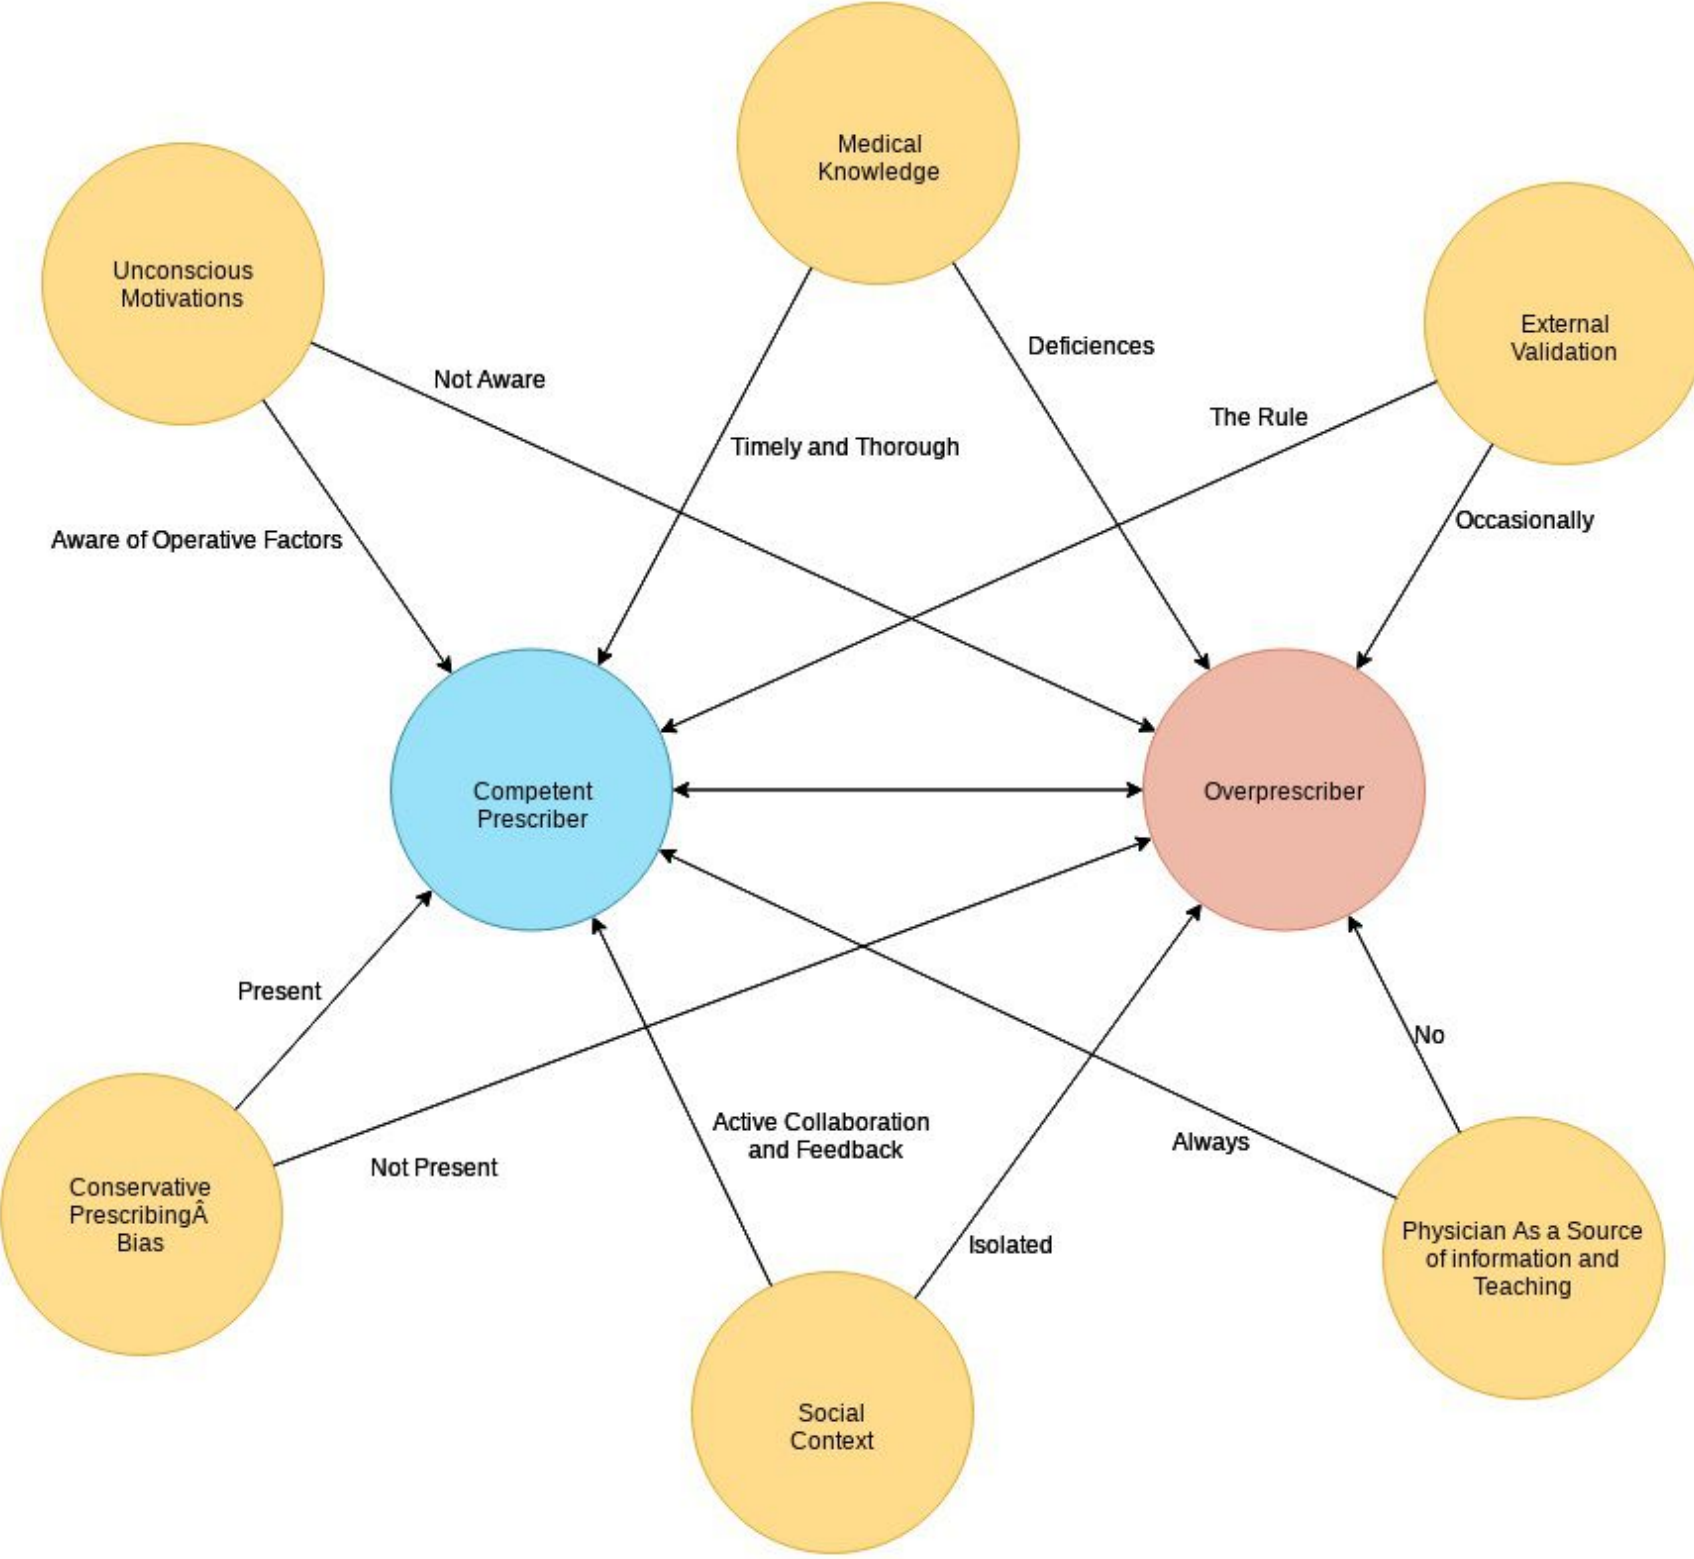 Medical
Knowledge
Unconscious
Motivations
External
Validation
Deficiences
Not Aware
The Rule
Timely and Thorough
Occasionally
Aware of Operative Factors
Competent
Prescriber
Overprescriber
Present
No
Active Collaboration
and Feedback
Always
Not Present
Conservative
PrescribingÂ
Bias
Isolated
Physician As a Source
of information and
Teaching
Social
Context